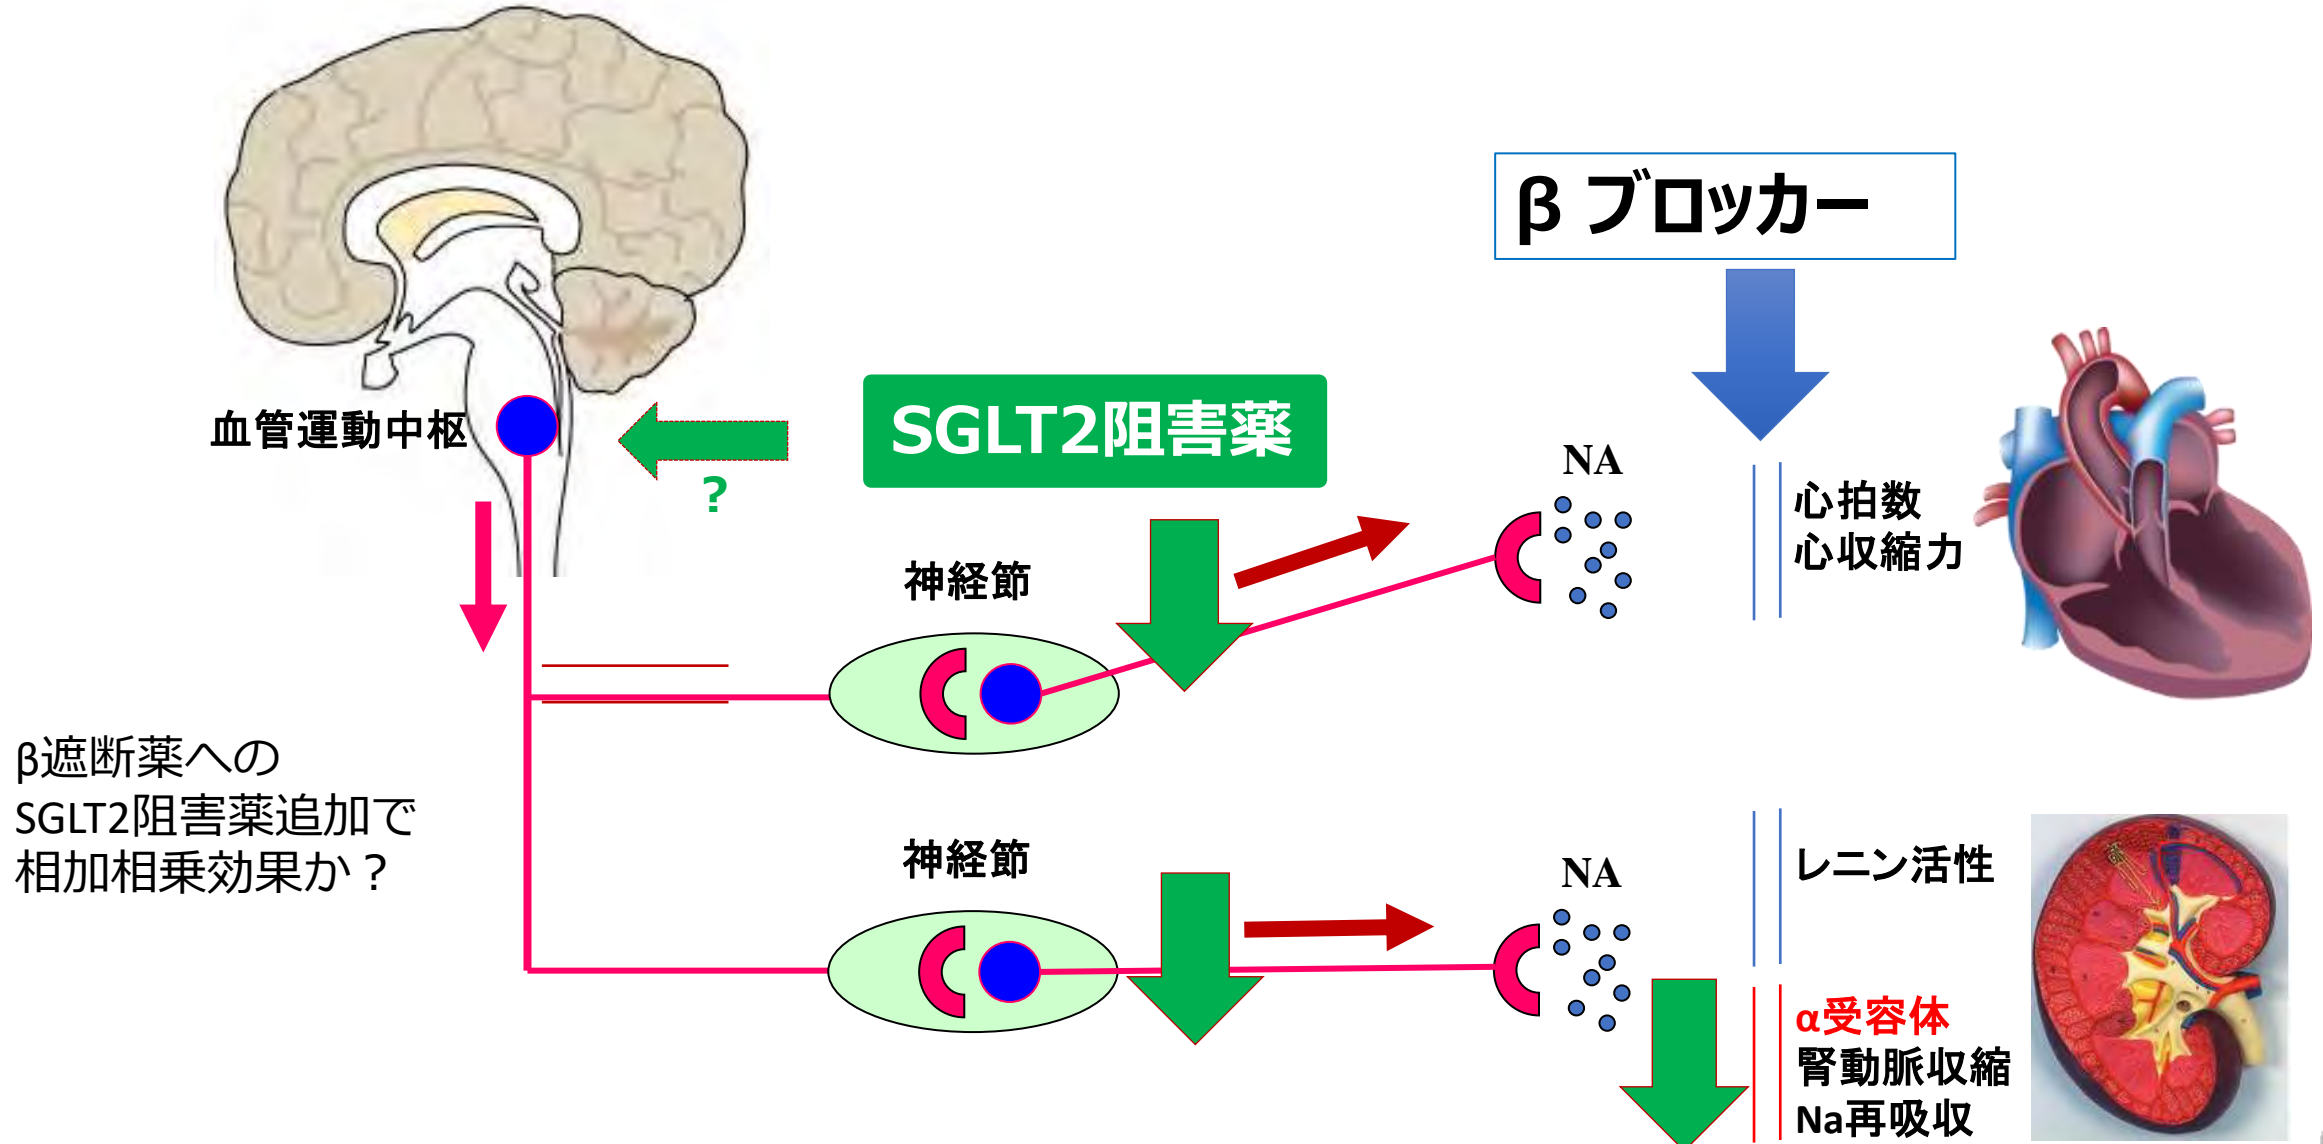 β ブロッカー
血管運動中枢
SGLT2阻害薬
?
NA
心拍数
心収縮力
神経節
β遮断薬への
SGLT2阻害薬追加で
相加相乗効果か？
神経節
NA
レニン活性
α受容体
腎動脈収縮
Na再吸収